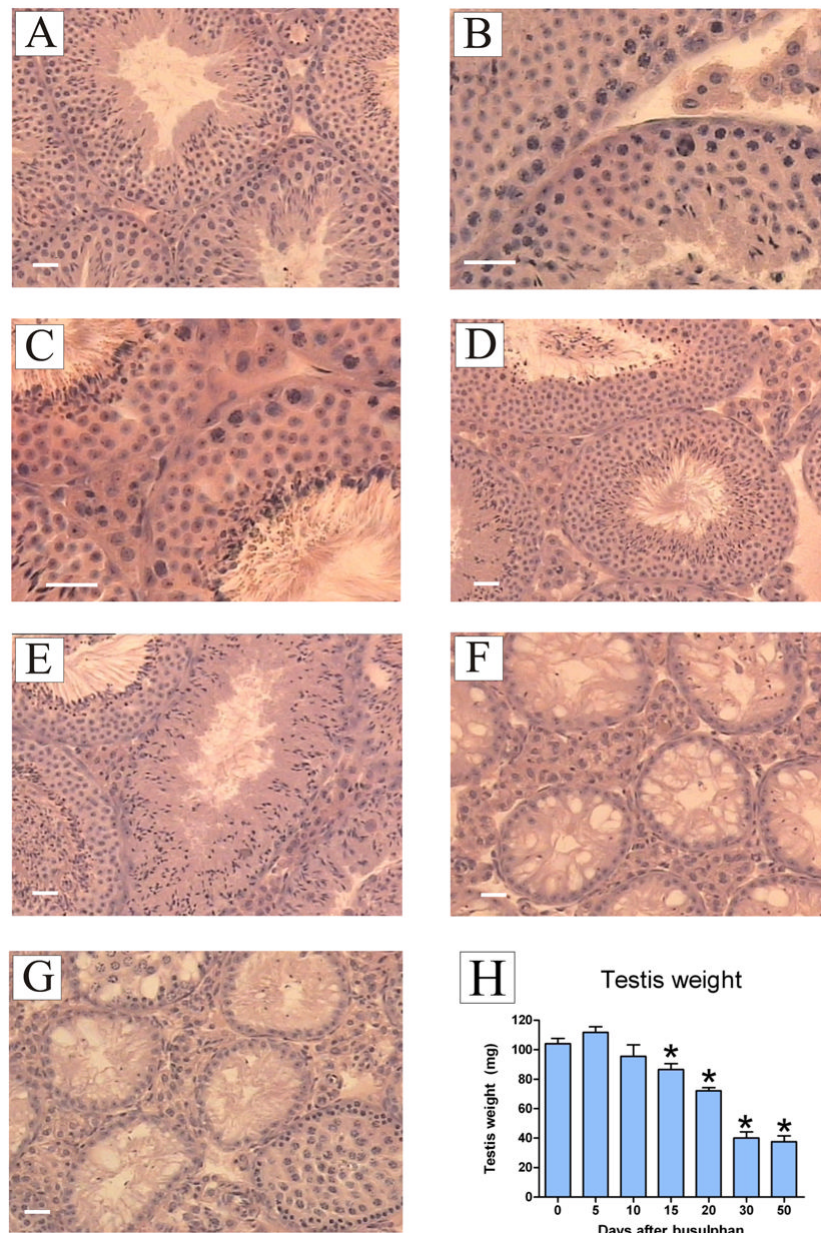 A
B
C
D
E
F
G
H
Testis weight
Testis weight (mg)
120
100
80
60
40
20
0
* * * *
0 5 10 15 20 30 50
Days after busulphan